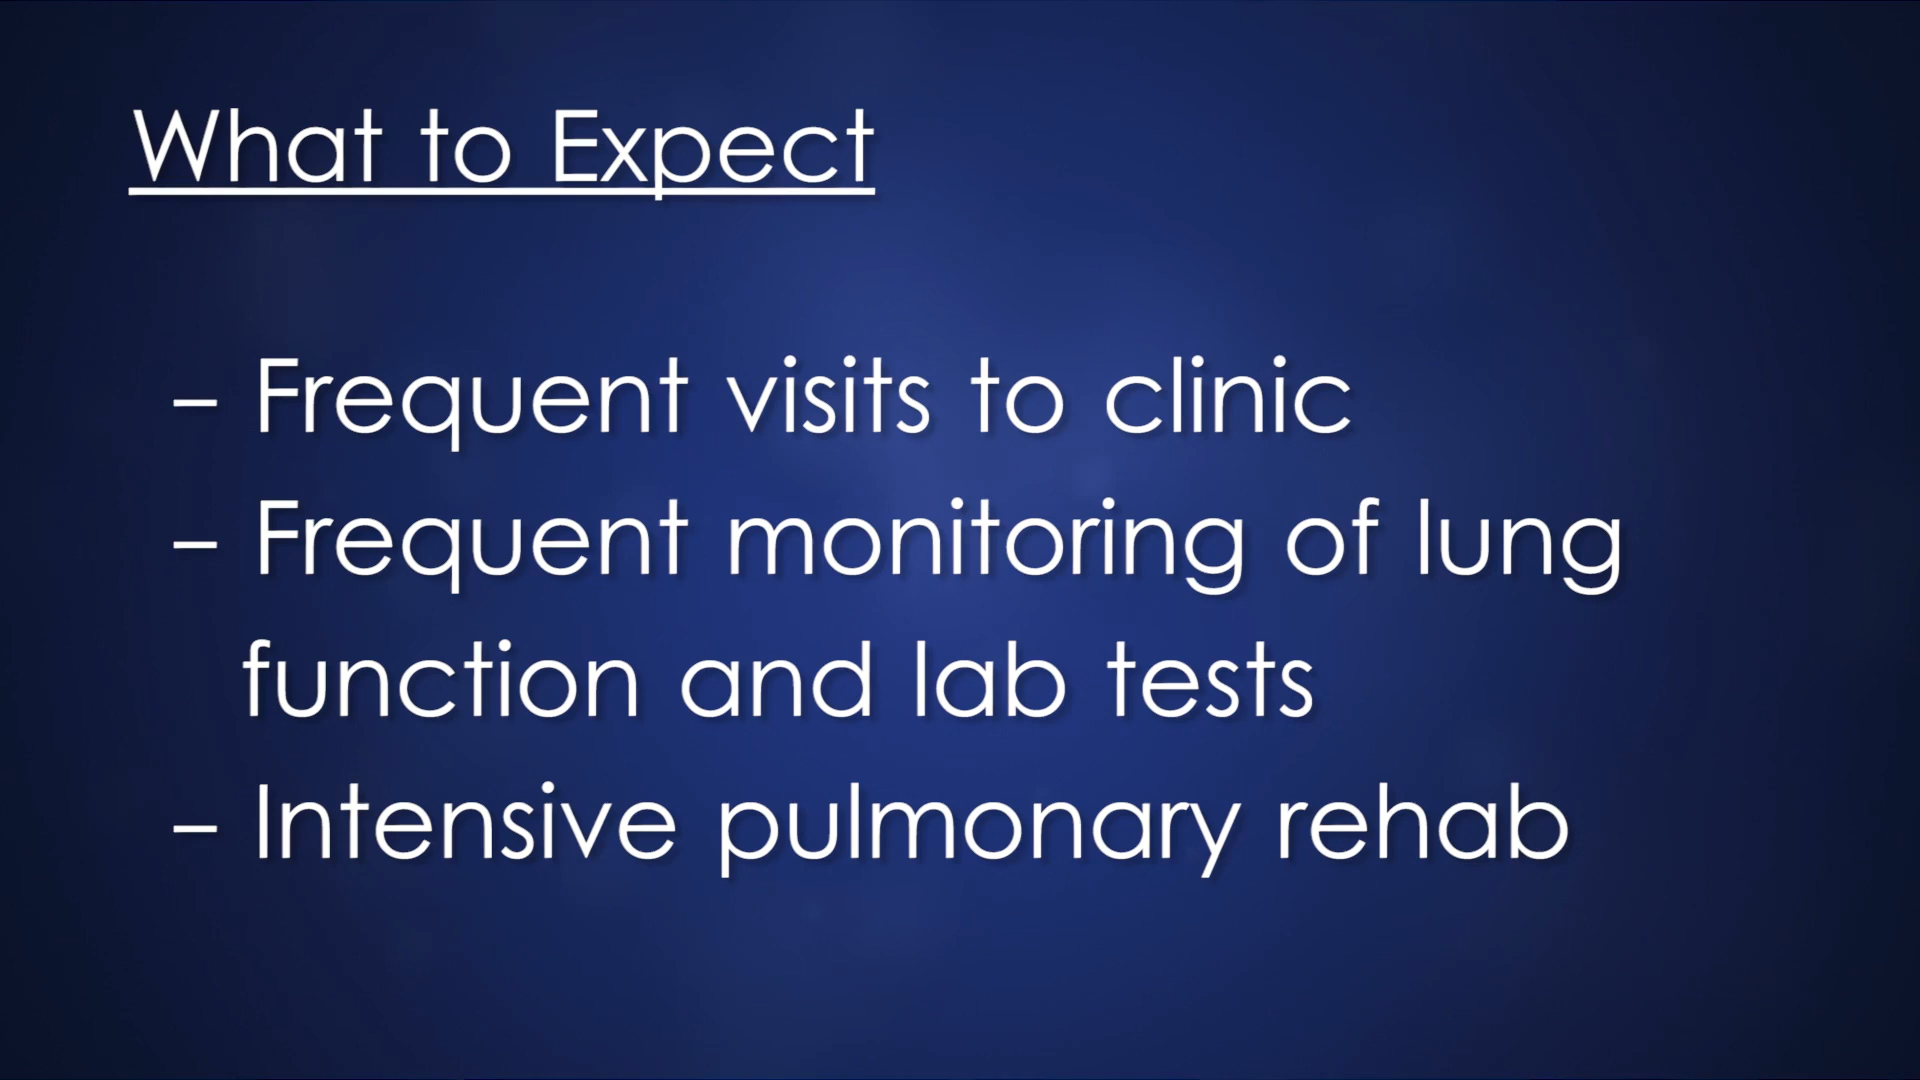 What to Expect
– Frequent visits to clinic
– Frequent monitoring of lung
function and lab tests
– Intensive pulmonary rehab